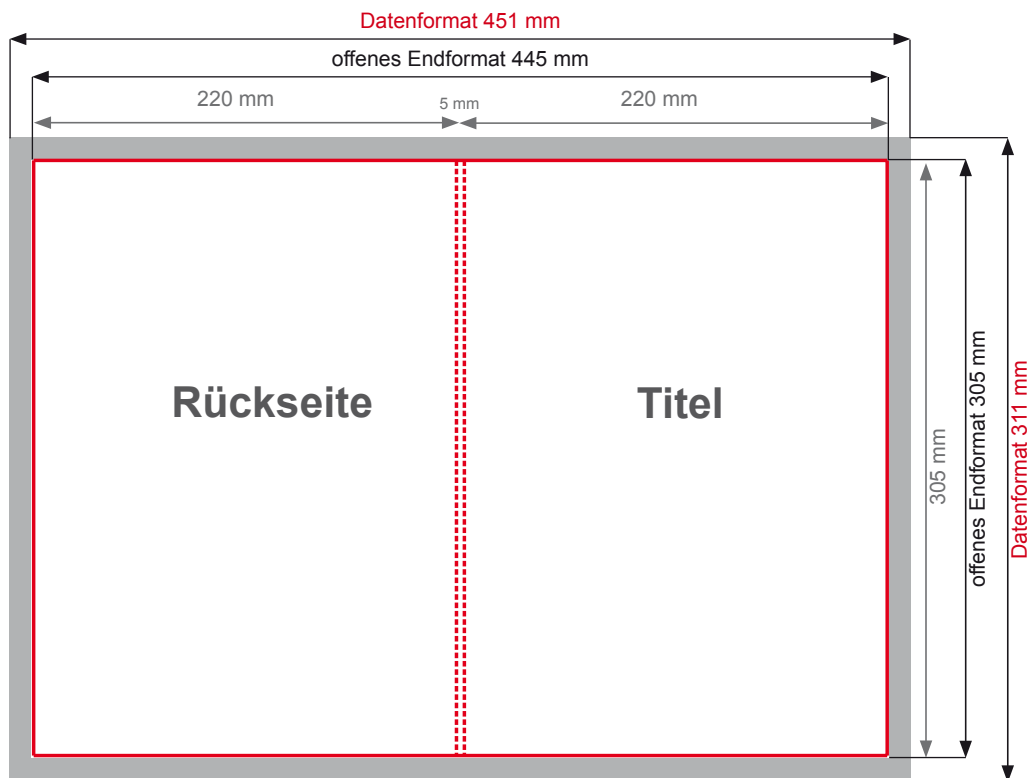 Datenformat 451 mm
offenes Endformat 445 mm
220 mm
5 mm
220 mm
Rückseite
Titel
305 mm
offenes Endformat 305 mm
Datenformat 311 mm